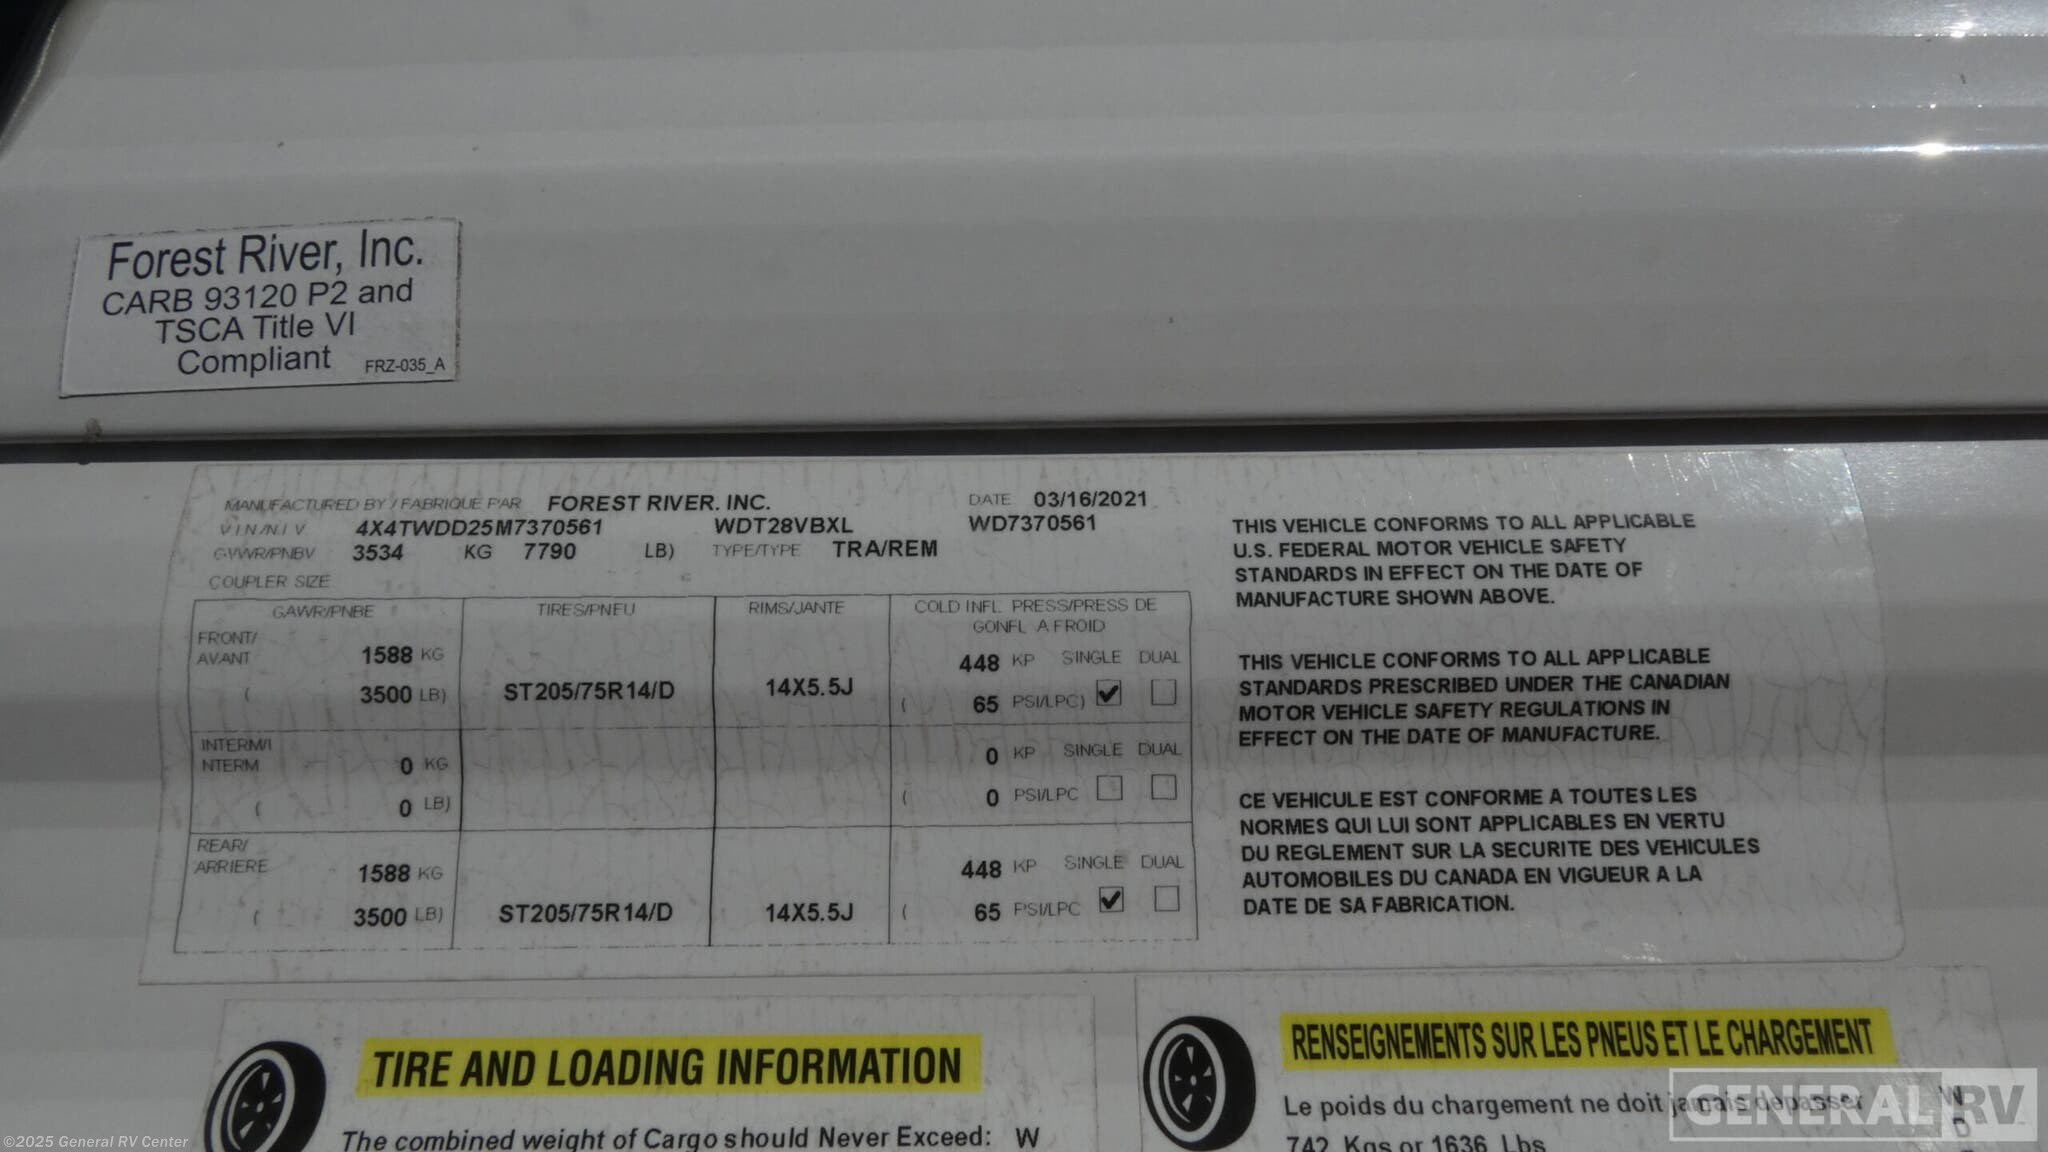 Forest River, Inc.
CARB 93120 P2 and
TSCA Title VI
Compliant FRZ-035_A
MANUFACTURED BY / FABRIQUE PAR FOREST RIVER. INC. DATE 03/16/2021
V I N /N I V 4X4TWDD25M7370561 WDT28VBXL WD7370561
GVWR/PNBV 3534 KG 7790 LB) TYPE/TYPE TRA/REM
COUPLER SIZE
GAWR/PNBE TIRES/PNEU RIMS/JANTE COLD INFL PRESS/PRESS DE
GONFL A FROID
FRONT/
AVANT 1588 KG 448 KP SINGLE DUAL
( 3500 LB) ST205/75R14/D 14X5.5J ( 65 PSI/LPC)
INTERM/I
NTERM 0 KG 0 KP SINGLE DUAL
( 0 LB) ( 0 PSI/LPC
REAR/
ARRIERE 1588 KG 448 KP SINGLE DUAL
( 3500 LB) ST205/75R14/D 14X5.5J ( 65 PSI/LPC
THIS VEHICLE CONFORMS TO ALL APPLICABLE
U.S. FEDERAL MOTOR VEHICLE SAFETY
STANDARDS IN EFFECT ON THE DATE OF
MANUFACTURE SHOWN ABOVE.
THIS VEHICLE CONFORMS TO ALL APPLICABLE
STANDARDS PRESCRIBED UNDER THE CANADIAN
MOTOR VEHICLE SAFETY REGULATIONS IN
EFFECT ON THE DATE OF MANUFACTURE.
CE VEHICULE EST CONFORME A TOUTES LES
NORMES QUI LUI SONT APPLICABLES EN VERTU
DU REGLEMENT SUR LA SECURITE DES VEHICULES
AUTOMOBILES DU CANADA EN VIGUEUR A LA
DATE DE SA FABRICATION.
TIRE AND LOADING INFORMATION
The combined weight of Cargo should Never Exceed: W
RENSEIGNEMENTS SUR LES PNEUS ET LE CHARGEMENT
Le poids du chargement ne doit jamais depasser W
742 Kgs or 1636 Lbs D
GENERAL RV
©2025 General RV Center